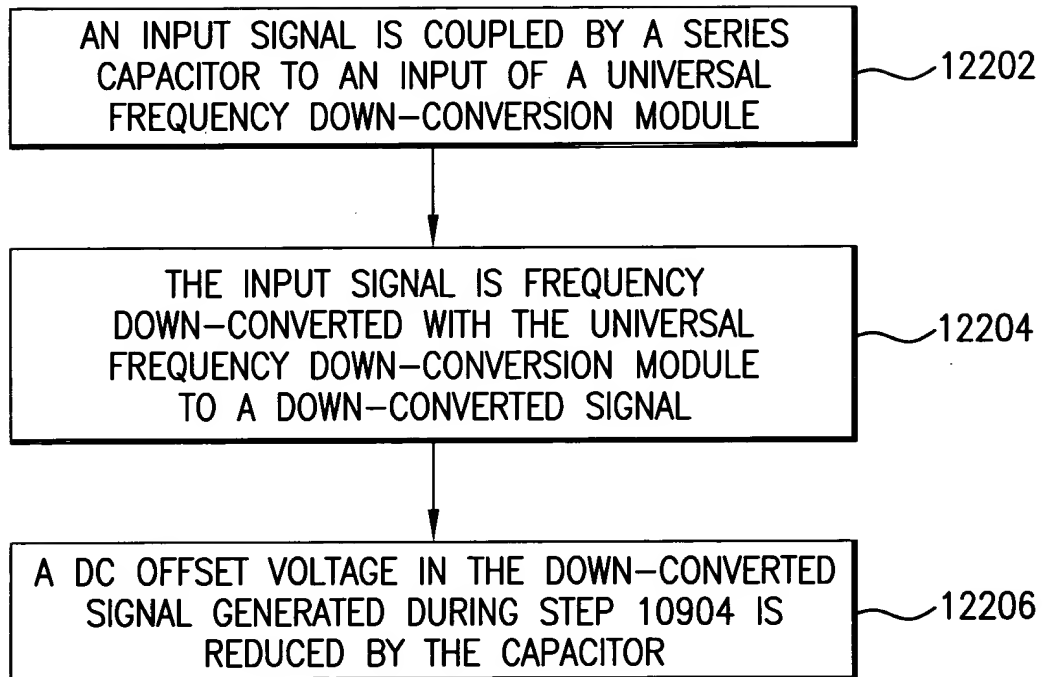 AN INPUT SIGNAL IS COUPLED BY A SERIES
CAPACITOR TO AN INPUT OF A UNIVERSAL
FREQUENCY DOWN-CONVERSION MODULE
12202
THE INPUT SIGNAL IS FREQUENCY
DOWN-CONVERTED WITH THE UNIVERSAL
FREQUENCY DOWN-CONVERSION MODULE
TO A DOWN-CONVERTED SIGNAL
12204
A DC OFFSET VOLTAGE IN THE DOWN-CONVERTED
SIGNAL GENERATED DURING STEP 10904 IS
REDUCED BY THE CAPACITOR
12206